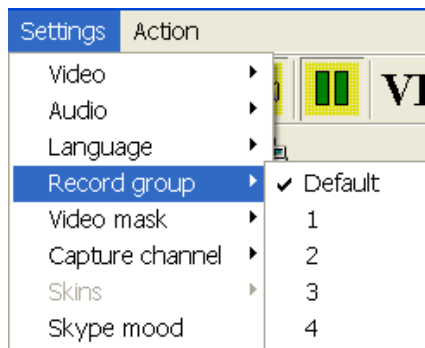 Settings Action
Video
Audio
Language
Record group
Video mask
Capture channel
Skins
Skype mood
Default
1
2
3
4